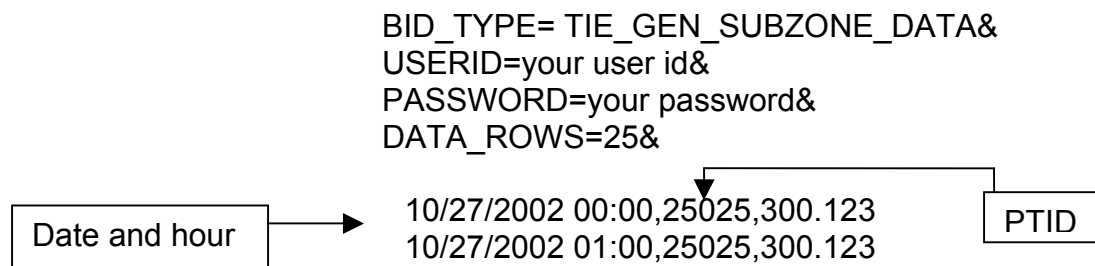 BID_TYPE= TIE_GEN_SUBZONE_DATA&
USERID=your user id&
PASSWORD=your password&
DATA_ROWS=25&
10/27/2002 00:00,25025,300.123
PTID
Date and hour
10/27/2002 01:00,25025,300.123